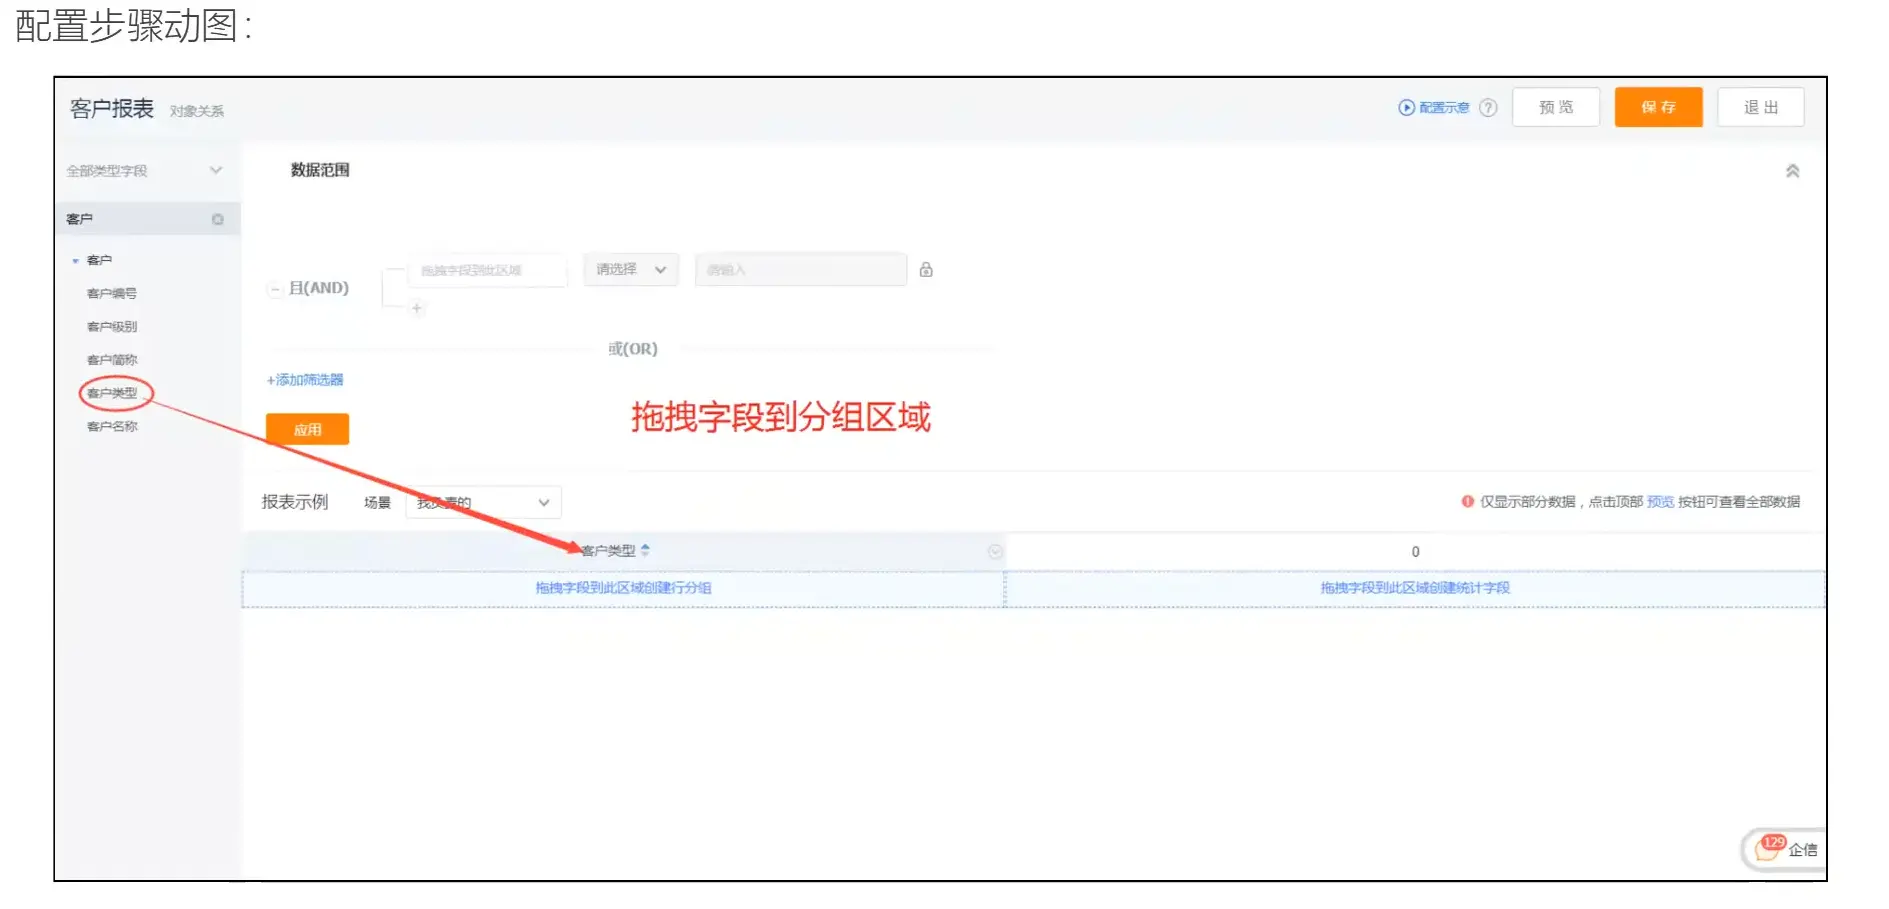 配置步骤动图：
客户报表 对象关系
配置示意 ? 预 览 保 存 退 出
全部类型字段
数据范围
客户
客户
客户编号
客户级别
客户简称
客户类型
客户名称
拖拽字段到此区域 请选择 请输入
且(AND)
或(OR)
+添加筛选器
应用
拖拽字段到分组区域
报表示例 场景 我负责的
仅显示部分数据，点击顶部 预览 按钮可查看全部数据
客户类型 0
拖拽字段到此区域创建行分组 拖拽字段到此区域创建统计字段
129 企信